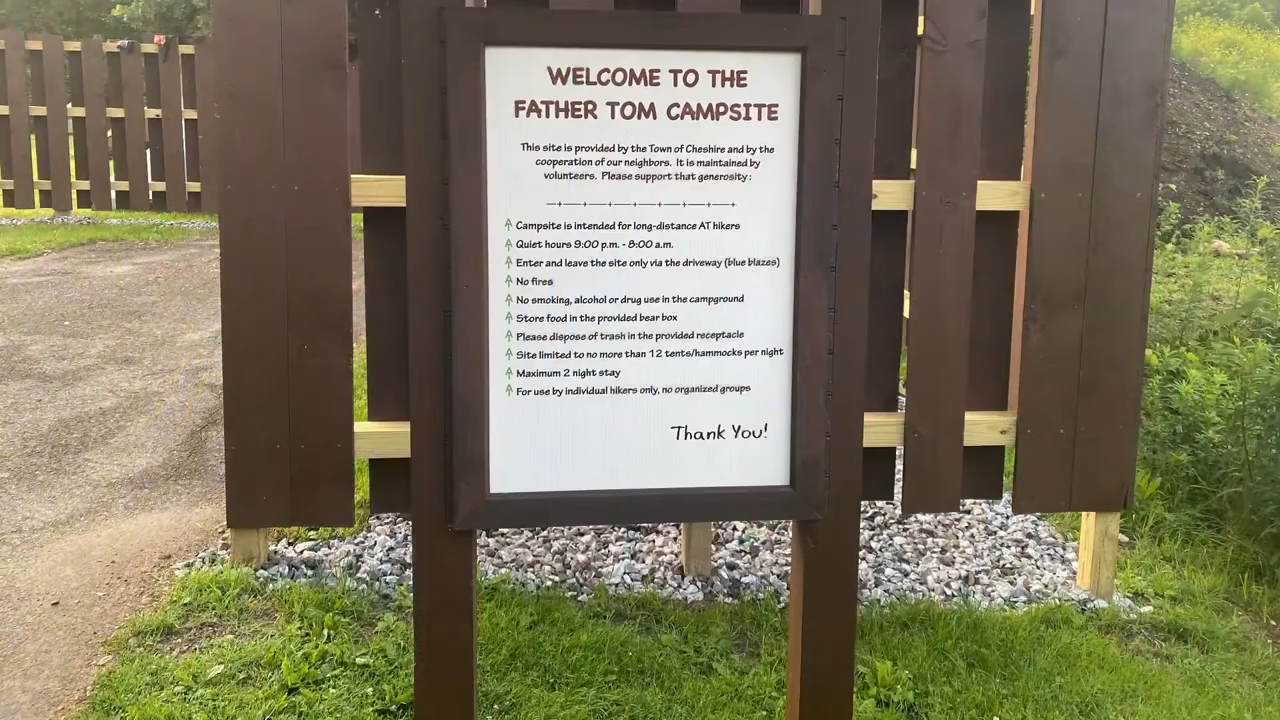 WELCOME TO THE
FATHER TOM CAMPSITE
This site is provided by the Town of Cheshire and by the
cooperation of our neighbors. It is maintained by
volunteers. Please support that generosity:
Campsite is intended for long-distance AT hikers
Quiet hours 9:00 p.m. - 8:00 a.m.
Enter and leave the site only via the driveway (blue blazes)
No fires
No smoking, alcohol or drug use in the campground
Store food in the provided bear box
Please dispose of trash in the provided receptacle
Site limited to no more than 12 tents/hammocks per night
Maximum 2 night stay
For use by individual hikers only, no organized groups
Thank You!